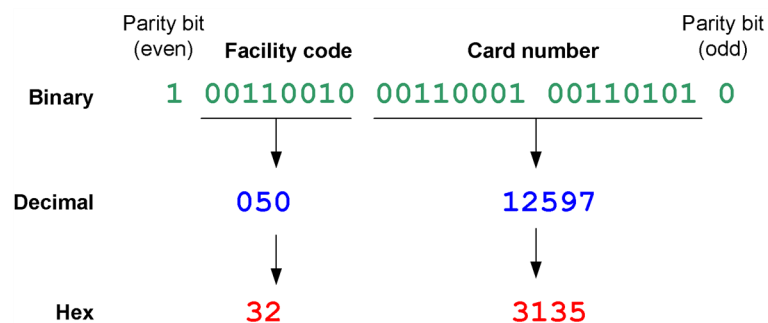 Parity bit
(even)
Facility code
Card number
Parity bit
(odd)
Binary 1 00110010 00110001 00110101 0
Decimal 050 12597
Hex 32 3135